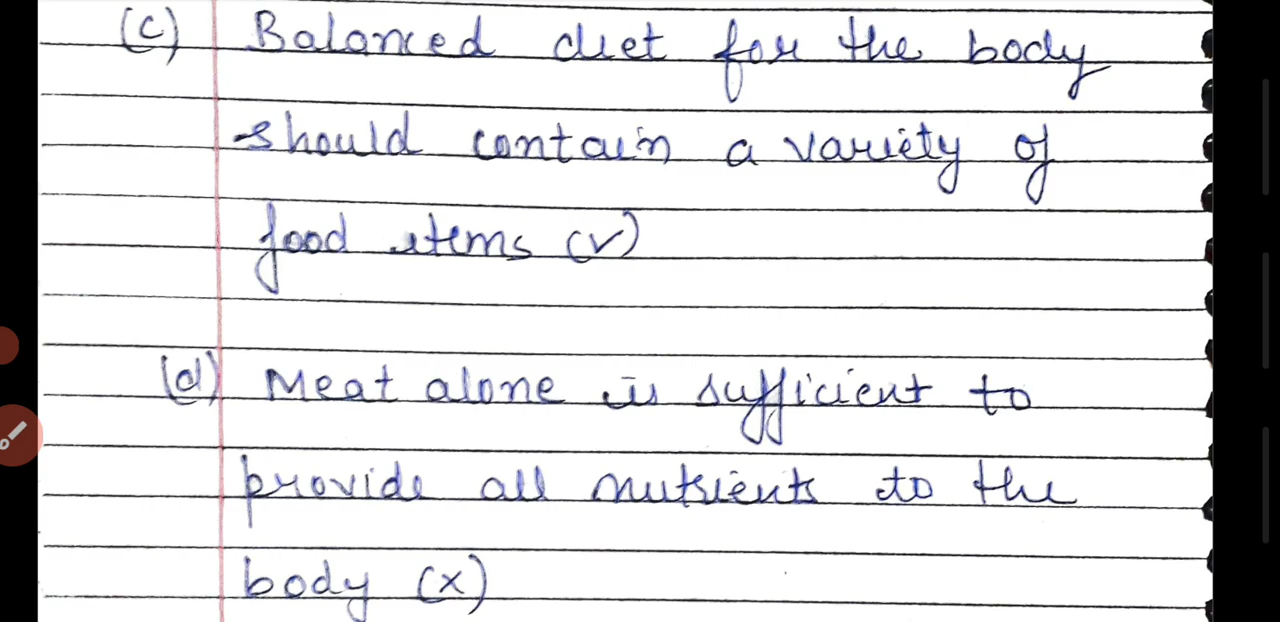 (c) Balanced diet for the body
should contain a variety of
food items (✓)
(d) Meat alone is sufficient to
provide all nutrients to the
body (x)